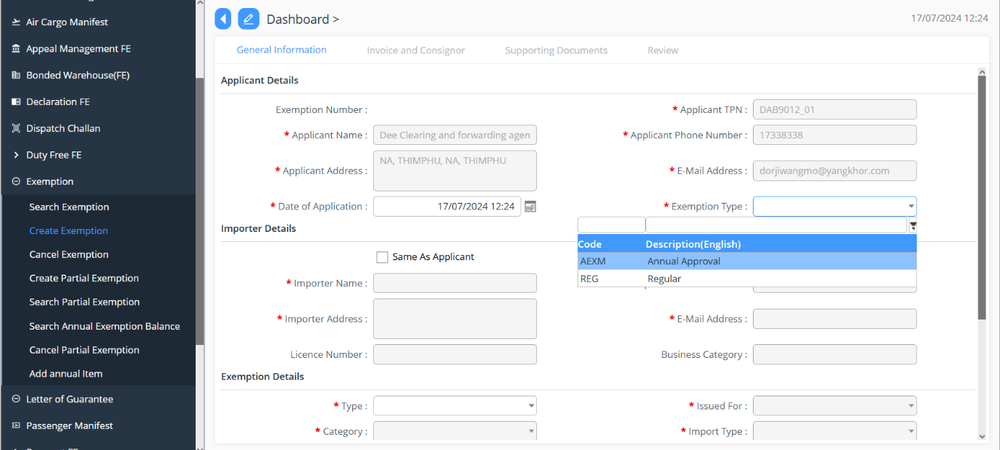 Air Cargo Manifest
Appeal Management FE
Bonded Warehouse(FE)
Declaration FE
Dispatch Challan
Duty Free FE
Exemption
Search Exemption
Create Exemption
Cancel Exemption
Create Partial Exemption
Search Partial Exemption
Search Annual Exemption Balance
Cancel Partial Exemption
Add annual Item
Letter of Guarantee
Passenger Manifest
Dashboard >
17/07/2024 12:24
General Information Invoice and Consignor Supporting Documents Review
Applicant Details
Exemption Number : * Applicant TPN : DAB9012_01
* Applicant Name : Dee Clearing and forwarding agen * Applicant Phone Number : 17338338
* Applicant Address : NA, THIMPHU, NA, THIMPHU * E-Mail Address : dorjiwangmo@yangkhor.com
* Date of Application : 17/07/2024 12:24 * Exemption Type :
Code Description(English)
AEXM Annual Approval
REG Regular
Importer Details
Same As Applicant
* Importer Name :
* Importer Address : * E-Mail Address :
Licence Number : Business Category :
Exemption Details
* Type : * Issued For :
* Category : * Import Type :